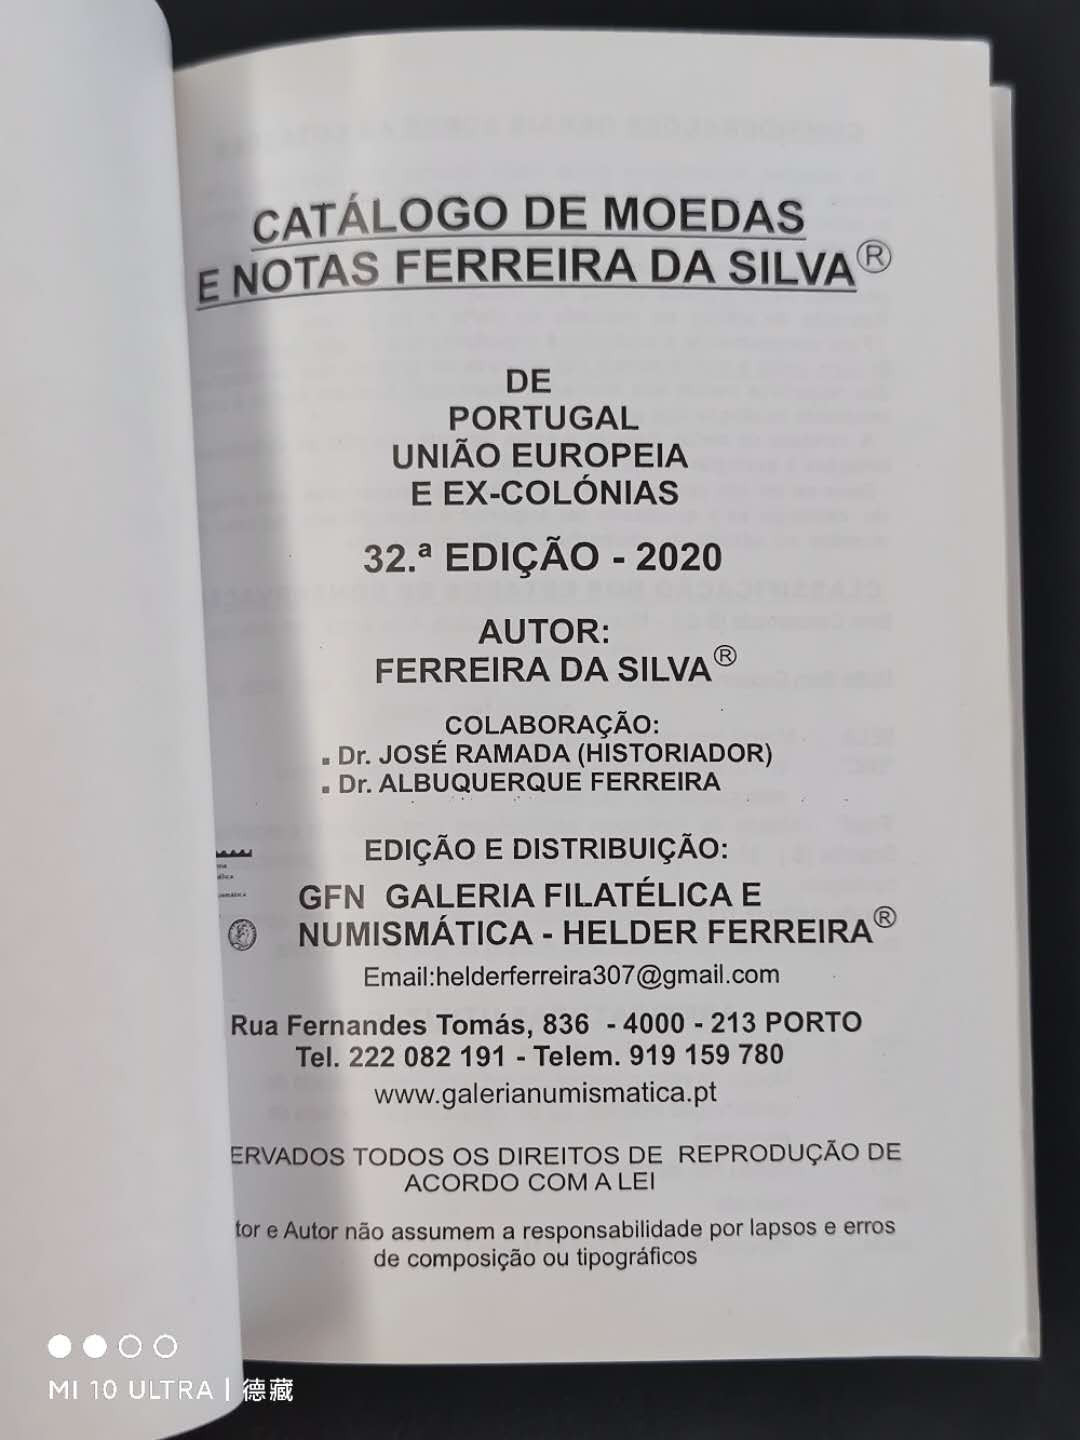 CATÁLOGO DE MOEDAS
E NOTAS FERREIRA DA SILVA®
DE
PORTUGAL
UNIÃO EUROPEIA
E EX-COLÓNIAS
32.ª EDIÇÃO - 2020
AUTOR:
FERREIRA DA SILVA®
COLABORAÇÃO:
. Dr. JOSÉ RAMADA (HISTORIADOR)
. Dr. ALBUQUERQUE FERREIRA
EDIÇÃO E DISTRIBUIÇÃO:
GFN GALERIA FILATÉLICA E
NUMISMÁTICA - HELDER FERREIRA®
Email:helderferreira307@gmail.com
Rua Fernandes Tomás, 836 - 4000 - 213 PORTO
Tel. 222 082 191 - Telem. 919 159 780
www.galerianumismatica.pt
ERVADOS TODOS OS DIREITOS DE REPRODUÇÃO DE
ACORDO COM A LEI
tor e Autor não assumem a responsabilidade por lapsos e erros
de composição ou tipográficos
MI 10 ULTRA | 德藏